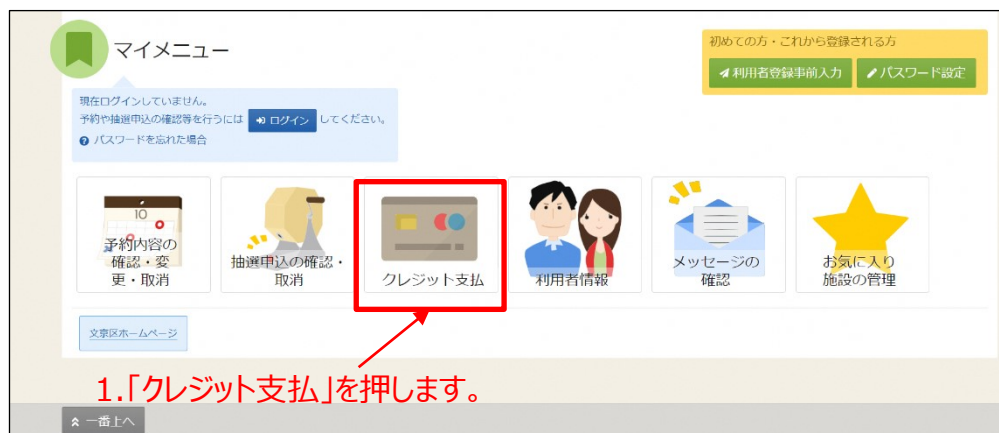 マイメニュー
初めての方・これから登録される方
利用者登録事前入力
パスワード設定
現在ログインしていません。
予約や抽選申込の確認等を行うには ログイン してください。
パスワードを忘れた場合
10
予約内容の
確認・変
更・取消
抽選申込の確認・
取消
クレジット支払
利用者情報
メッセージの
確認
お気に入り
施設の管理
文京区ホームページ
1.「クレジット支払」を押します。
一番上へ